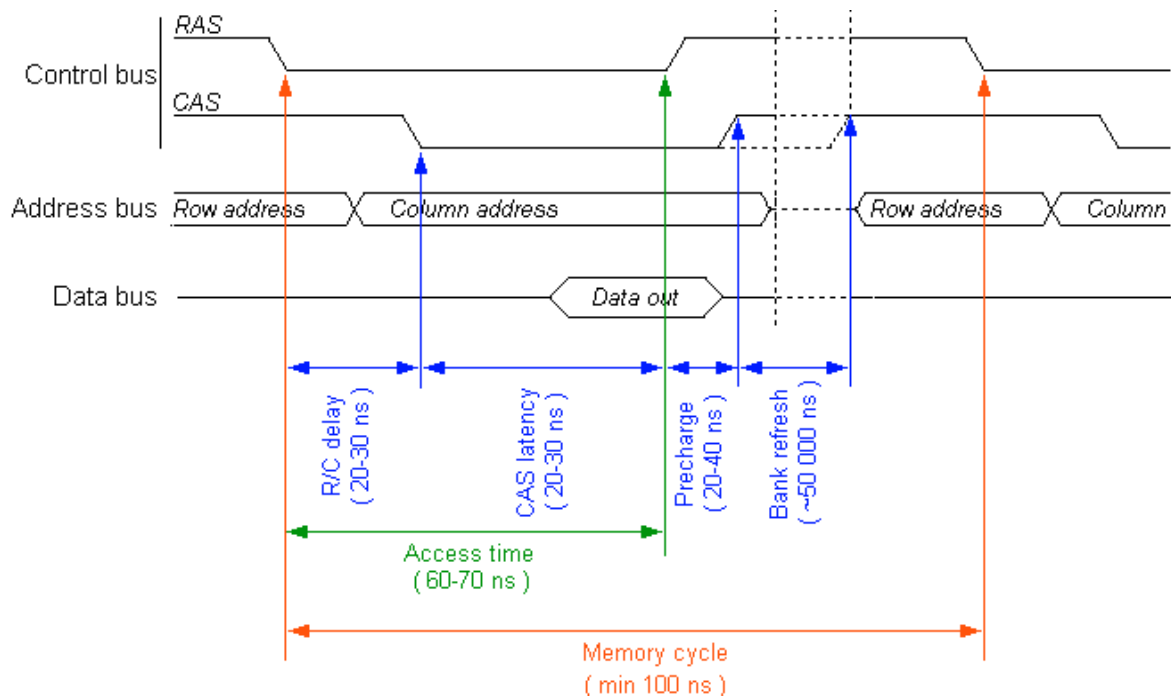 RAS
Control bus
CAS
Address bus
Row address
Column address
Row address
Column
Data bus
Data out
R/C delay
( 20-30 ns )
CAS latency
( 20-30 ns )
Precharge
( 20-40 ns )
Bank refresh
( ~50 000 ns )
Access time
( 60-70 ns )
Memory cycle
( min 100 ns )